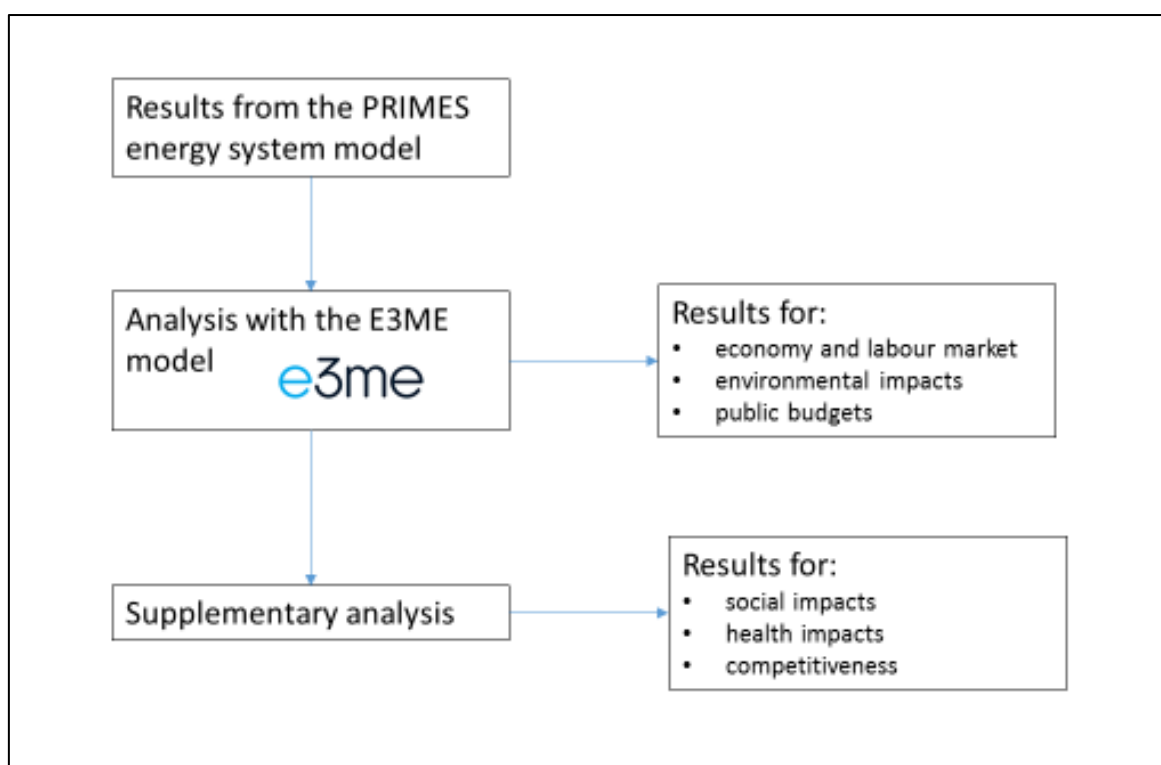 Results from the PRIMES
energy system model
Analysis with the E3ME
model
e3me
Results for:
• economy and labour market
• environmental impacts
• public budgets
Supplementary analysis
Results for:
• social impacts
• health impacts
• competitiveness